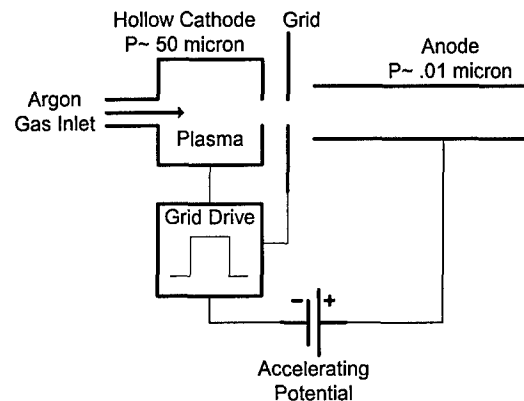 Hollow Cathode
P~ 50 micron
Grid
Anode
P~ .01 micron
Argon
Gas Inlet
Plasma
Grid Drive
- +
Accelerating
Potential